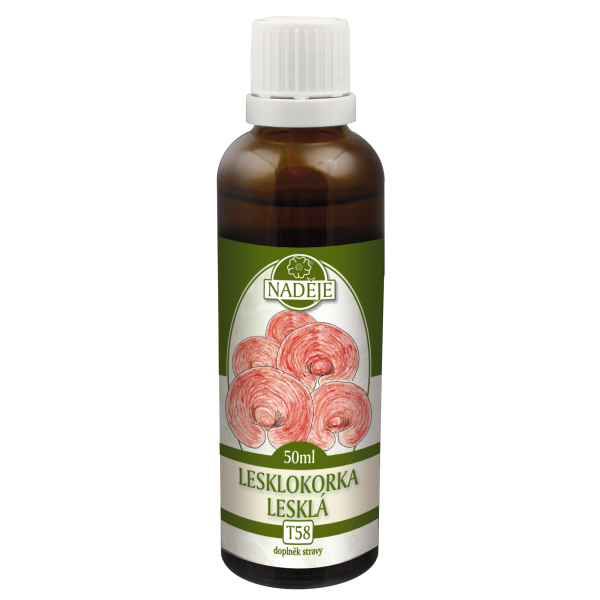 NADĚJE
50ml
LESKLOKORKA
LESKLÁ
T58
doplněk stravy